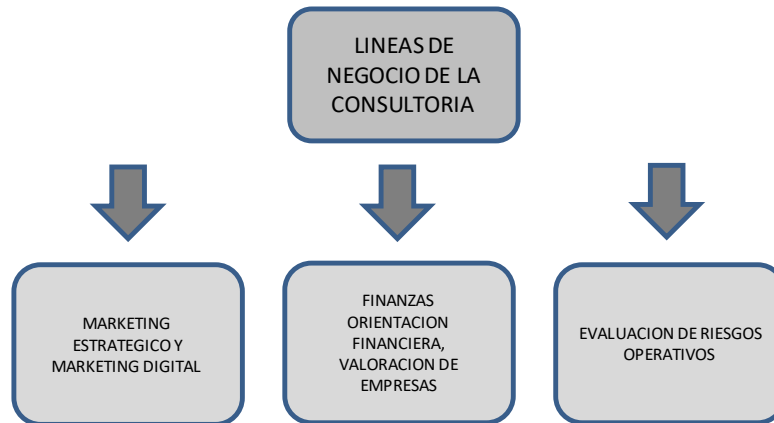 LINEAS DE
NEGOCIO DE LA
CONSULTORIA
MARKETING
ESTRATEGICO Y
MARKETING DIGITAL
FINANZAS
ORIENTACION
FINANCIERA,
VALORACION DE
EMPRESAS
EVALUACION DE RIESGOS
OPERATIVOS